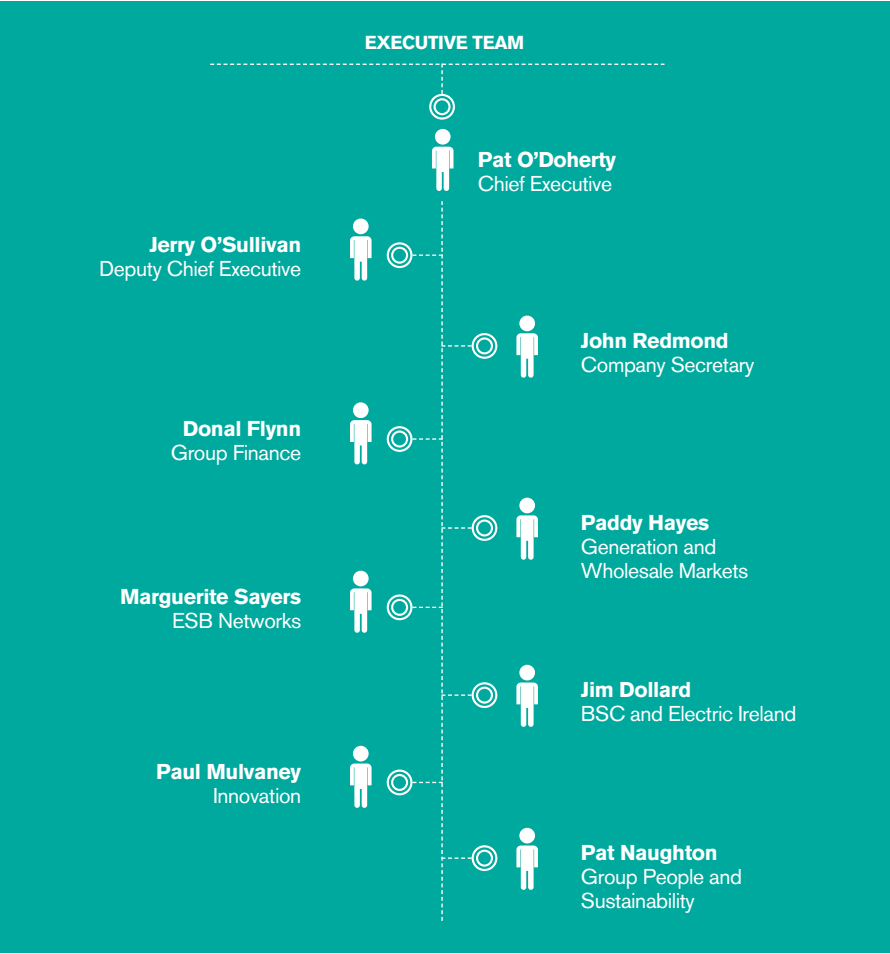 EXECUTIVE TEAM
Pat O’Doherty
Chief Executive
Jerry O’Sullivan
Deputy Chief Executive
John Redmond
Company Secretary
Donal Flynn
Group Finance
Paddy Hayes
Generation and
Wholesale Markets
Marguerite Sayers
ESB Networks
Jim Dollard
BSC and Electric Ireland
Paul Mulvaney
Innovation
Pat Naughton
Group People and
Sustainability